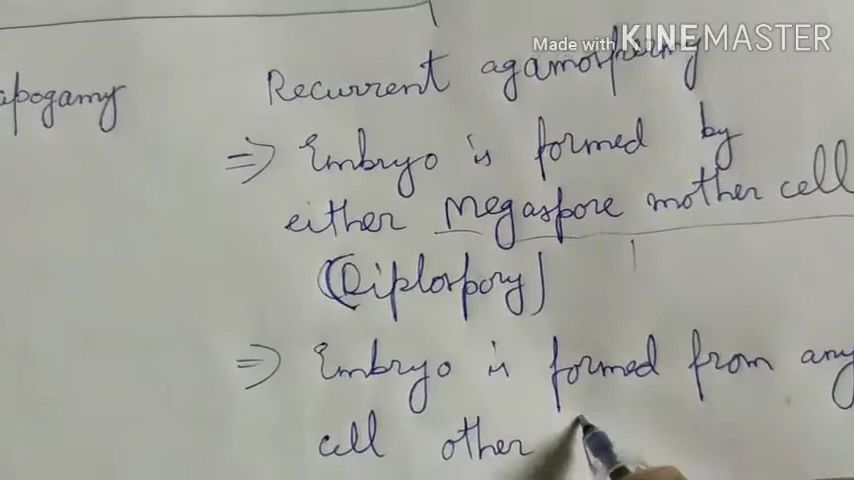 Made with KINEMASTER
apogamy Recurrent agamospermy
⇒ Embryo is formed by
either Megaspore mother cell
(Diplospory)
⇒ Embryo is formed from any
cell other